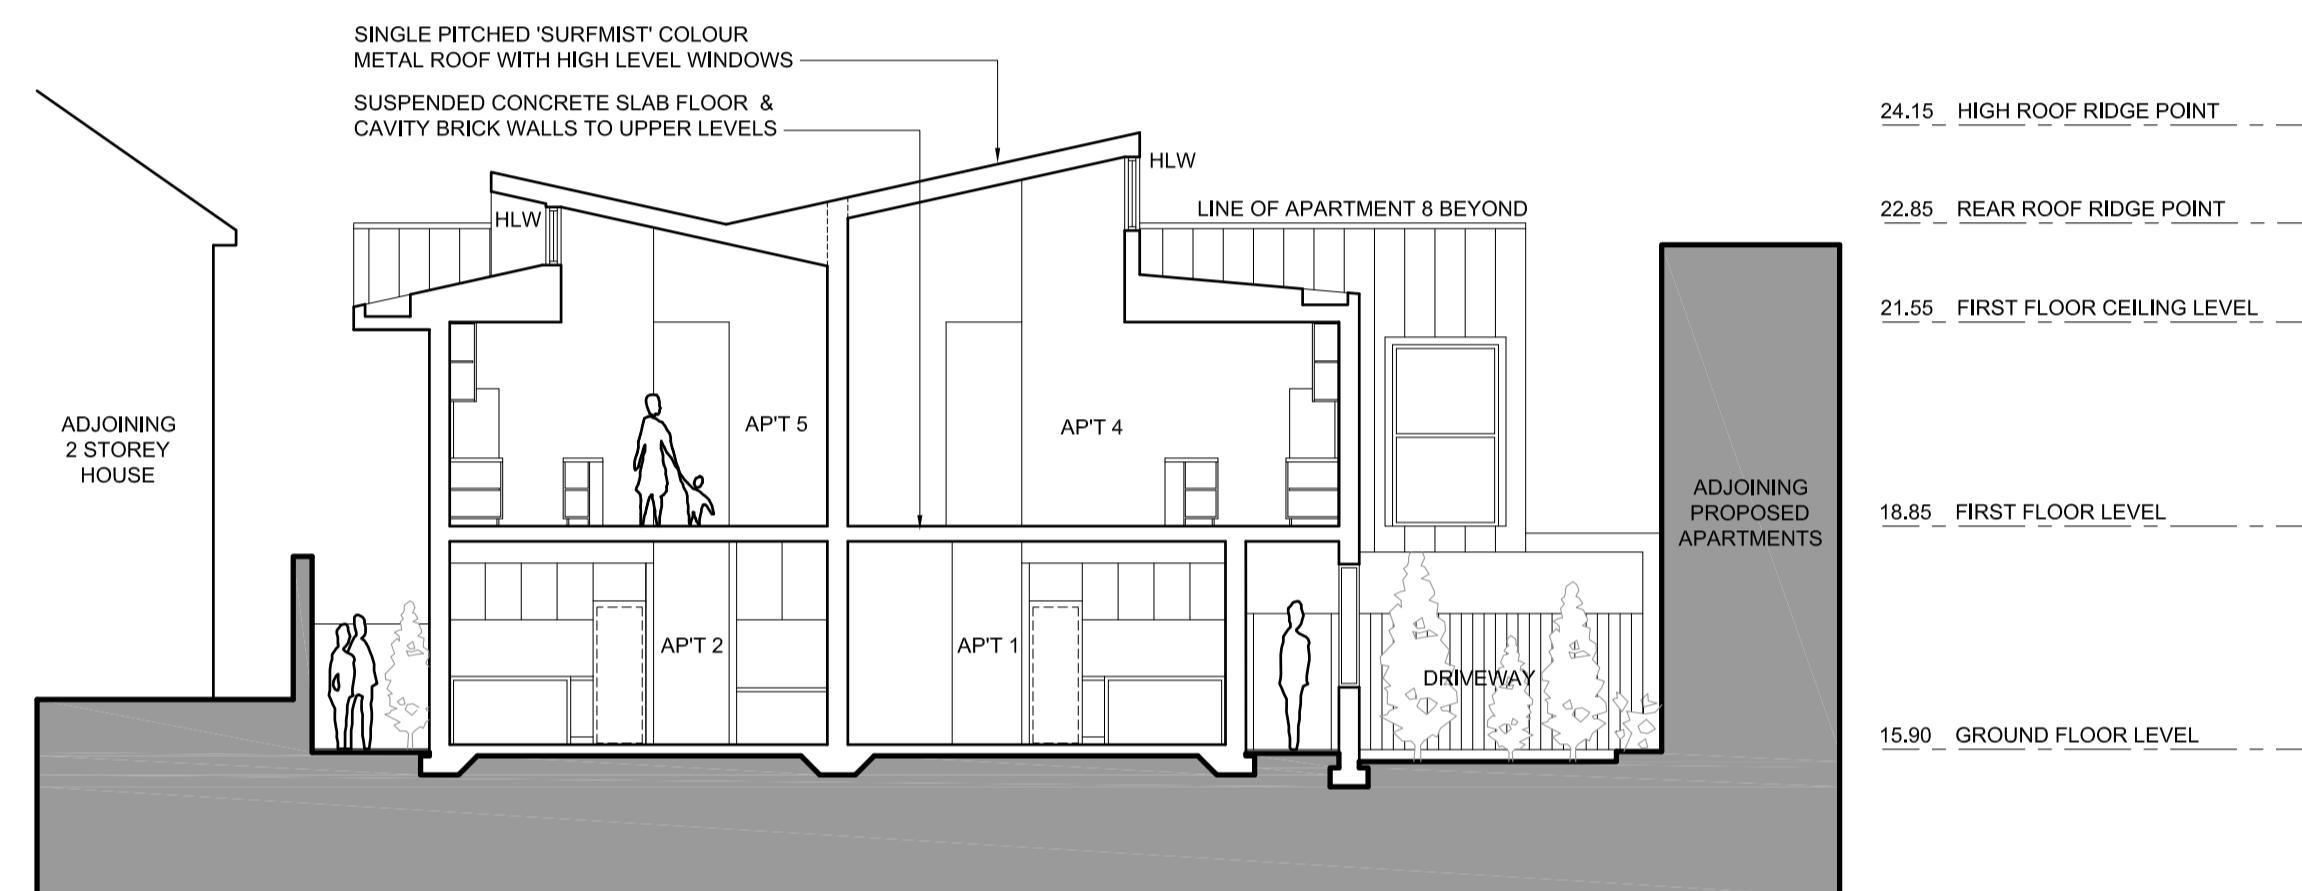 SINGLE PITCHED 'SURFMIST' COLOUR
METAL ROOF WITH HIGH LEVEL WINDOWS
SUSPENDED CONCRETE SLAB FLOOR &
CAVITY BRICK WALLS TO UPPER LEVELS
HLW
HLW
LINE OF APARTMENT 8 BEYOND
ADJOINING
2 STOREY
HOUSE
AP'T 5
AP'T 4
AP'T 2
AP'T 1
DRIVEWAY
ADJOINING
PROPOSED
APARTMENTS
24.15 HIGH ROOF RIDGE POINT
22.85 REAR ROOF RIDGE POINT
21.55 FIRST FLOOR CEILING LEVEL
18.85 FIRST FLOOR LEVEL
15.90 GROUND FLOOR LEVEL